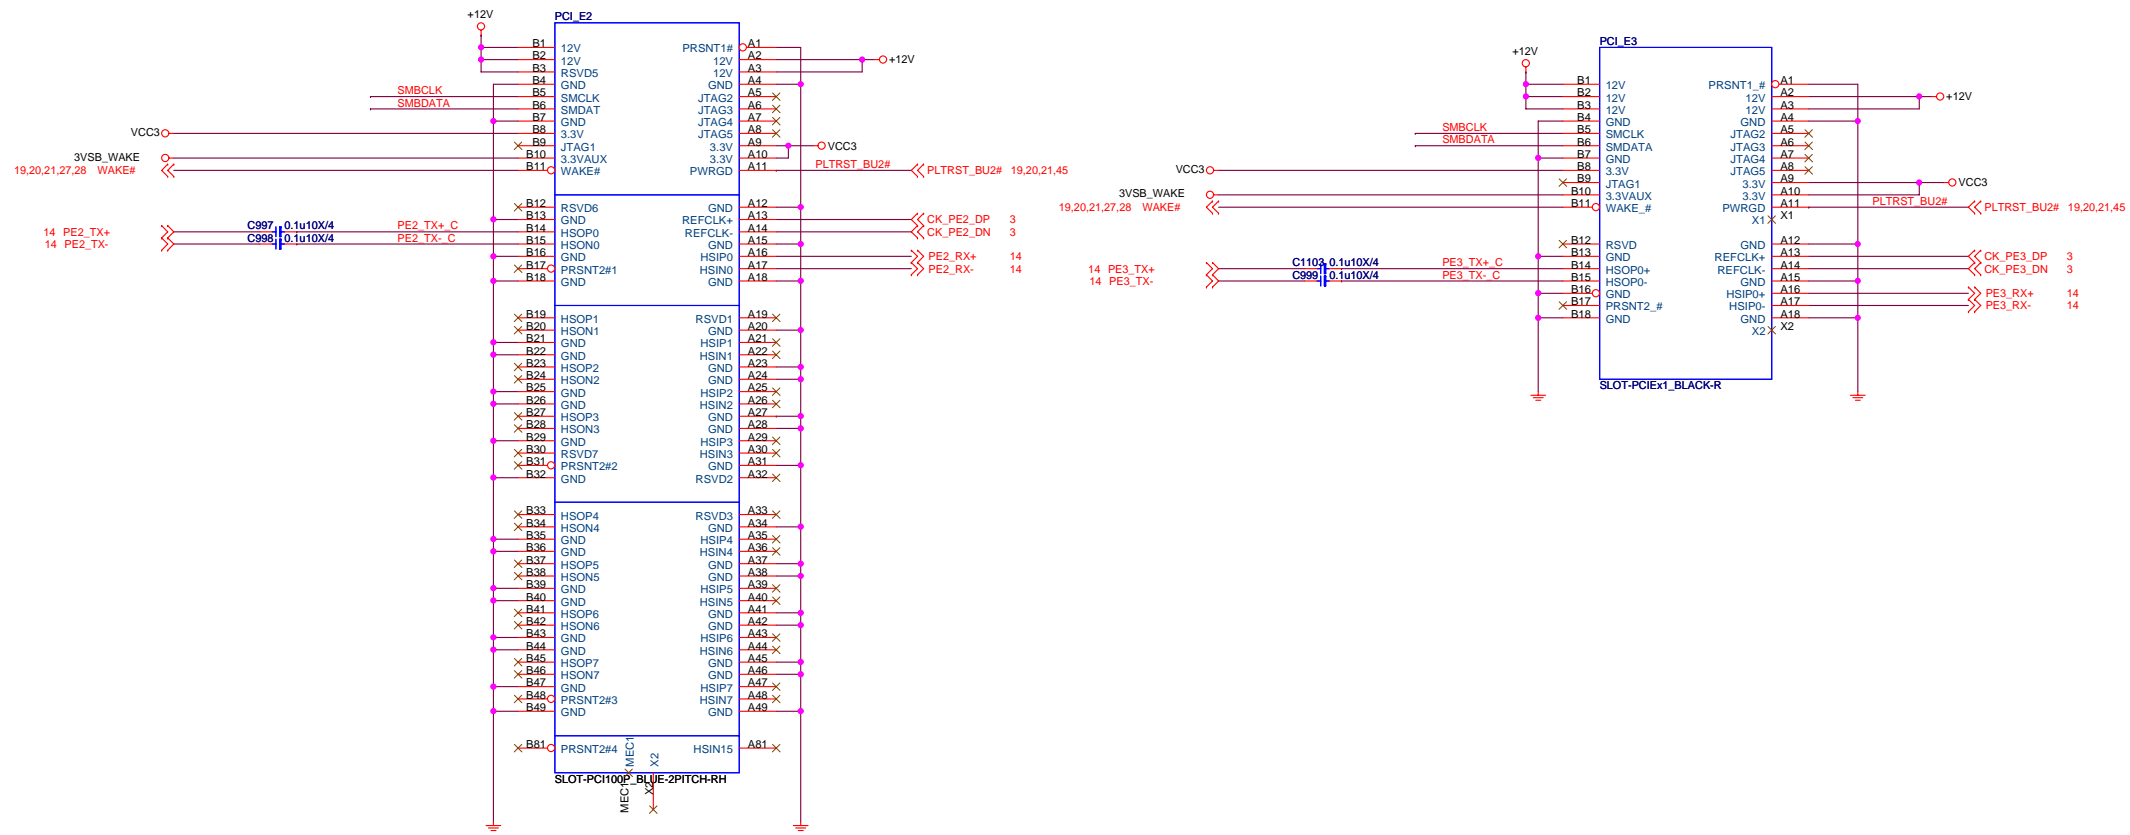 PCI_E2
+12V
B1 12V PRSNT1# A1
B2 12V 12V A2 +12V
B3 RSVD5 12V A3
B4 GND GND A4
SMBCLK B5 SMCLK JTAG2 A5
SMBDATA B6 SMDAT JTAG3 A6
B7 GND JTAG4 A7
VCC3 B8 3.3V JTAG5 A8
B9 JTAG1 3.3V A9 VCC3
3VSB_WAKE B10 3.3VAUX 3.3V A10
19,20,21,27,28 WAKE# B11 WAKE# PWRGD A11 PLTRST_BU2# PLTRST_BU2# 19,20,21,45
B12 RSVD6 GND A12
B13 GND REFCLK+ A13 CK_PE2_DP 3
14 PE2_TX+ C997 0.1u10X/4 PE2_TX+_C B14 HSOP0 REFCLK- A14 CK_PE2_DN 3
14 PE2_TX- C998 0.1u10X/4 PE2_TX-_C B15 HSON0 GND A15
B16 GND HSIP0 A16 PE2_RX+ 14
B17 PRSNT2#1 HSIN0 A17 PE2_RX- 14
B18 GND GND A18
B19 HSOP1 RSVD1 A19
B20 HSON1 GND A20
B21 GND HSIP1 A21
B22 GND HSIN1 A22
B23 HSOP2 GND A23
B24 HSON2 GND A24
B25 GND HSIP2 A25
B26 GND HSIN2 A26
B27 HSOP3 GND A27
B28 HSON3 GND A28
B29 GND HSIP3 A29
B30 RSVD7 HSIN3 A30
B31 PRSNT2#2 GND A31
B32 GND RSVD2 A32
B33 HSOP4 RSVD3 A33
B34 HSON4 GND A34
B35 GND HSIP4 A35
B36 GND HSIN4 A36
B37 HSOP5 GND A37
B38 HSON5 GND A38
B39 GND HSIP5 A39
B40 GND HSIN5 A40
B41 HSOP6 GND A41
B42 HSON6 GND A42
B43 GND HSIP6 A43
B44 GND HSIN6 A44
B45 HSOP7 GND A45
B46 HSON7 GND A46
B47 GND HSIP7 A47
B48 PRSNT2#3 HSIN7 A48
B49 GND GND A49
B81 PRSNT2#4 HSIN15 A81
MEC1 X2
SLOT-PCI100P_BLUE-2PITCH-RH
MEC1 X2
PCI_E3
+12V
B1 12V PRSNT1_# A1
B2 12V 12V A2 +12V
B3 12V 12V A3
B4 GND GND A4
SMBCLK B5 SMCLK JTAG2 A5
SMBDATA B6 SMDATA JTAG3 A6
B7 GND JTAG4 A7
VCC3 B8 3.3V JTAG5 A8
B9 JTAG1 3.3V A9 VCC3
3VSB_WAKE B10 3.3VAUX 3.3V A10
19,20,21,27,28 WAKE# B11 WAKE_# PWRGD A11 PLTRST_BU2# PLTRST_BU2# 19,20,21,45
X1 X1
B12 RSVD GND A12
B13 GND REFCLK+ A13 CK_PE3_DP 3
14 PE3_TX+ C1103 0.1u10X/4 PE3_TX+_C B14 HSOP0+ REFCLK- A14 CK_PE3_DN 3
14 PE3_TX- C999 0.1u10X/4 PE3_TX-_C B15 HSOP0- GND A15
B16 GND HSIP0+ A16 PE3_RX+ 14
B17 PRSNT2_# HSIP0- A17 PE3_RX- 14
B18 GND GND A18
X2 X2
SLOT-PCIEx1_BLACK-R